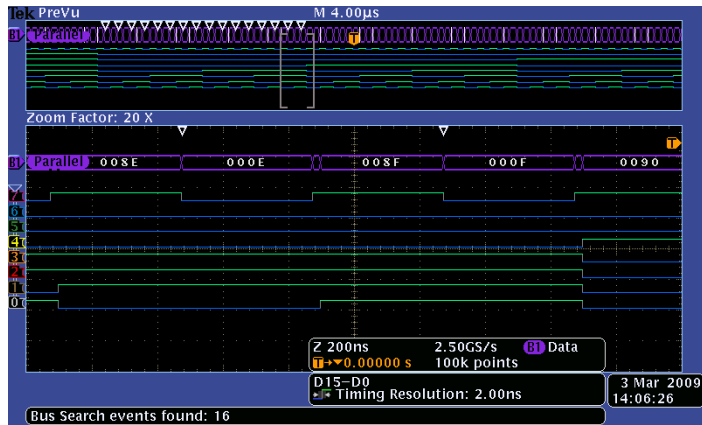 Tek PreVu M 4.00µs
B1 Parallel
T
Zoom Factor: 20 X
T
B1 Parallel 008E 000E 008F 000F 0090
7
6
5
4
3
2
1
0
Z 200ns 2.50GS/s B1 Data
T→▼0.00000 s 100k points
D15-D0
Timing Resolution: 2.00ns
3 Mar 2009
14:06:26
Bus Search events found: 16